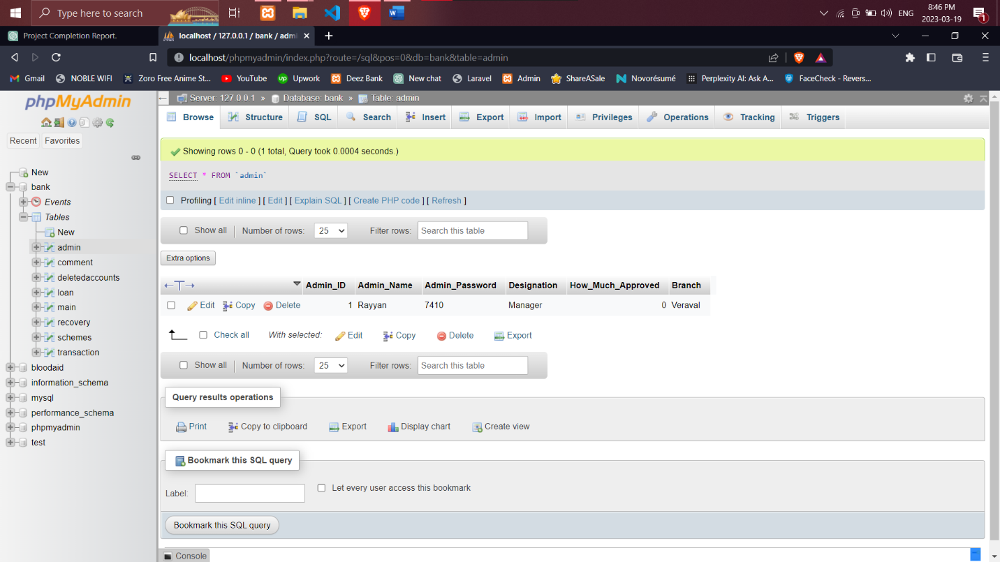 Type here to search
ENG
8:46 PM
2023-03-19
1
Project Completion Report.
localhost / 127.0.0.1 / bank / admi
localhost/phpmyadmin/index.php?route=/sql&pos=0&db=bank&table=admin
Gmail NOBLE WIFI Zoro Free Anime St... YouTube Upwork Deez Bank New chat Laravel Admin ShareASale Novorésumé Perplexity AI: Ask A... FaceCheck - Revers...
phpMyAdmin
Recent Favorites
New
bank
Events
Tables
New
admin
comment
deletedaccounts
loan
main
recovery
schemes
transaction
bloodaid
information_schema
mysql
performance_schema
phpmyadmin
test
Server: 127.0.0.1 » Database: bank » Table: admin
Browse Structure SQL Search Insert Export Import Privileges Operations Tracking Triggers
Showing rows 0 - 0 (1 total, Query took 0.0004 seconds.)
SELECT * FROM `admin`
Profiling [ Edit inline ] [ Edit ] [ Explain SQL ] [ Create PHP code ] [ Refresh ]
Show all Number of rows: 25 Filter rows: Search this table
Extra options
Admin_ID Admin_Name Admin_Password Designation How_Much_Approved Branch
Edit Copy Delete 1 Rayyan 7410 Manager 0 Veraval
Check all With selected: Edit Copy Delete Export
Show all Number of rows: 25 Filter rows: Search this table
Query results operations
Print Copy to clipboard Export Display chart Create view
Bookmark this SQL query
Label: Let every user access this bookmark
Bookmark this SQL query
Console